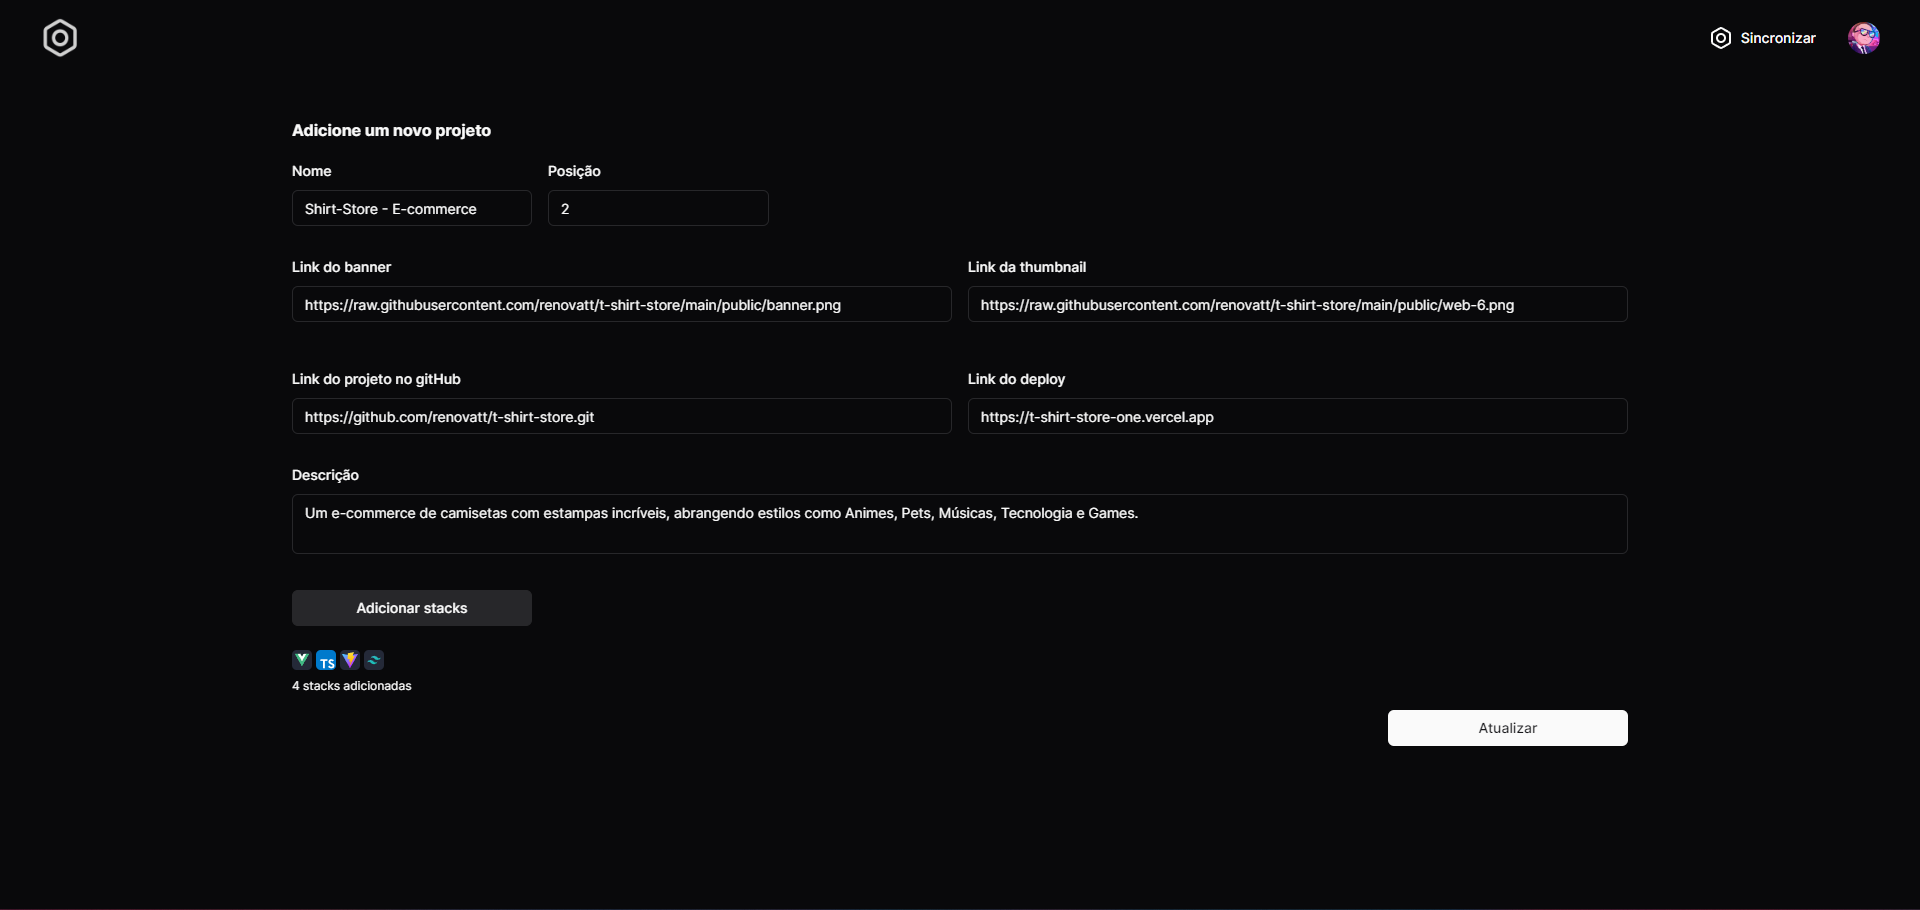 Sincronizar
Adicione um novo projeto
Nome
Posição
Shirt-Store - E-commerce
2
Link do banner
Link da thumbnail
https://raw.githubusercontent.com/renovatt/t-shirt-store/main/public/banner.png
https://raw.githubusercontent.com/renovatt/t-shirt-store/main/public/web-6.png
Link do projeto no gitHub
Link do deploy
https://github.com/renovatt/t-shirt-store.git
https://t-shirt-store-one.vercel.app
Descrição
Um e-commerce de camisetas com estampas incríveis, abrangendo estilos como Animes, Pets, Músicas, Tecnologia e Games.
Adicionar stacks
TS
4 stacks adicionadas
Atualizar